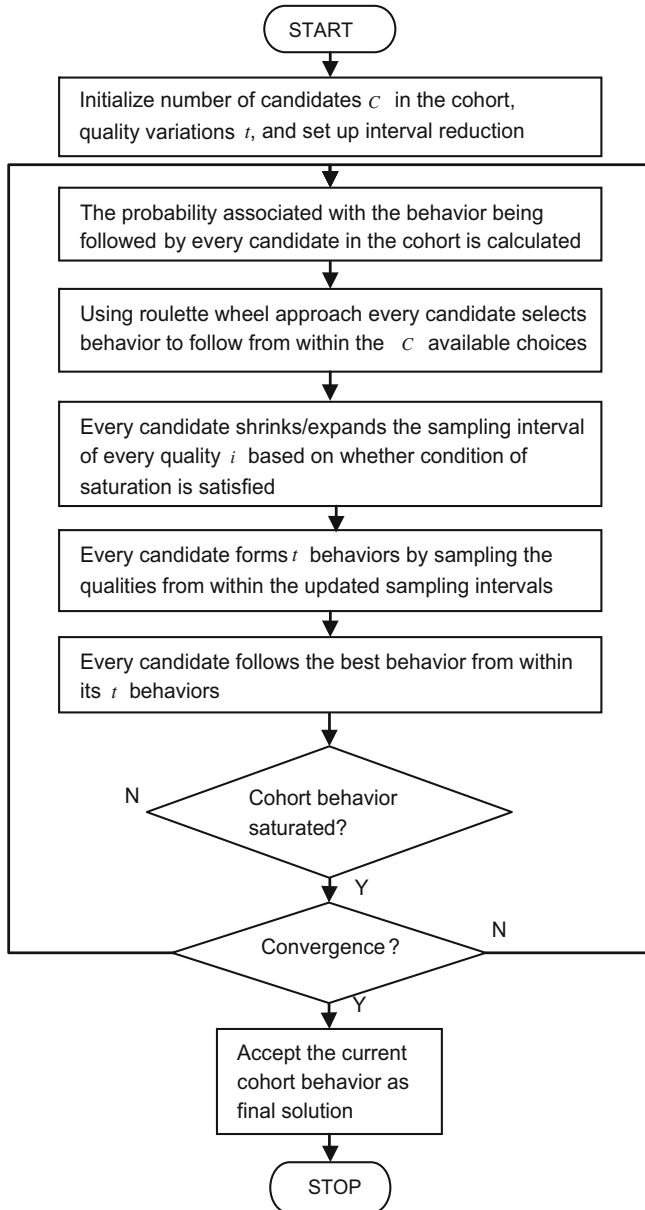 START
Initialize number of candidates C in the cohort,
quality variations t, and set up interval reduction
The probability associated with the behavior being
followed by every candidate in the cohort is calculated
Using roulette wheel approach every candidate selects
behavior to follow from within the C available choices
Every candidate shrinks/expands the sampling interval
of every quality i based on whether condition of
saturation is satisfied
Every candidate forms t behaviors by sampling the
qualities from within the updated sampling intervals
Every candidate follows the best behavior from within
its t behaviors
N
Cohort behavior
saturated?
Y
Convergence ?
N
Y
Accept the current
cohort behavior as
final solution
STOP